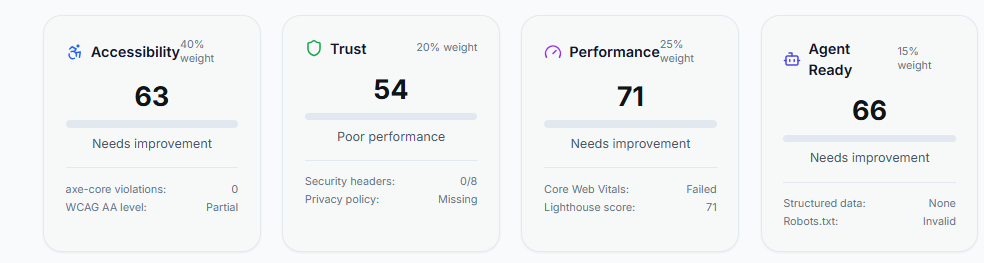 Accessibility 40% weight
63
Needs improvement
axe-core violations: 0
WCAG AA level: Partial
Trust 20% weight
54
Poor performance
Security headers: 0/8
Privacy policy: Missing
Performance 25% weight
71
Needs improvement
Core Web Vitals: Failed
Lighthouse score: 71
Agent Ready 15% weight
66
Needs improvement
Structured data: None
Robots.txt: Invalid